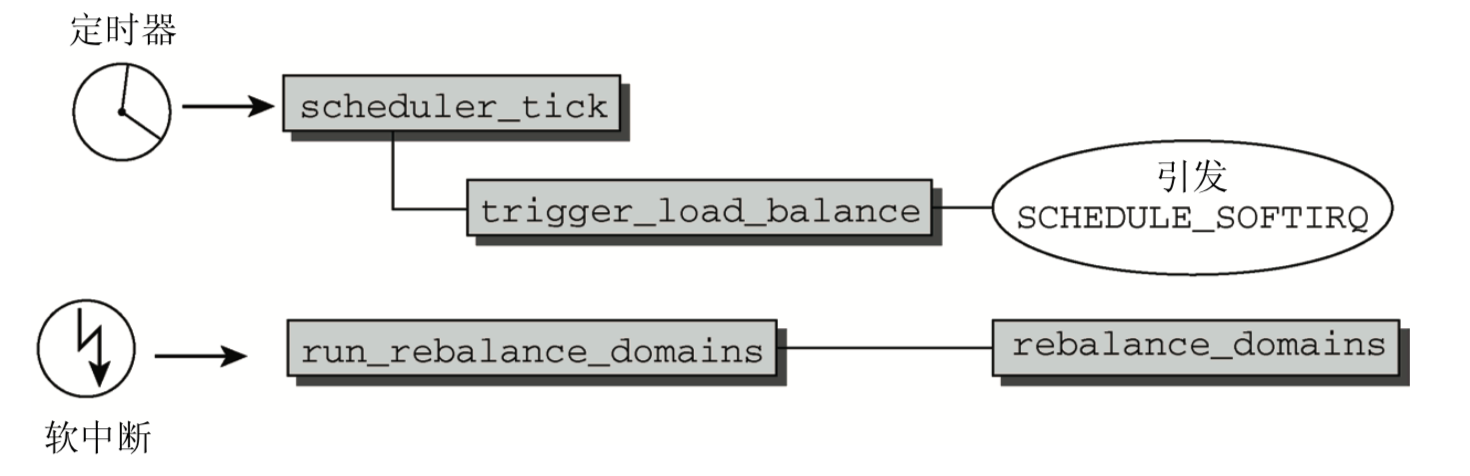 定时器
scheduler_tick
trigger_load_balance
引发
SCHEDULE_SOFTIRQ
run_rebalance_domains
rebalance_domains
软中断